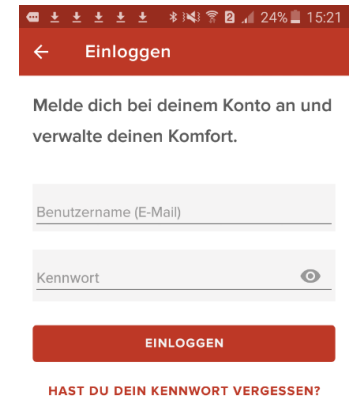 24% 15:21
Einloggen
Melde dich bei deinem Konto an und
verwalte deinen Komfort.
Benutzername (E-Mail)
Kennwort
EINLOGGEN
HAST DU DEIN KENNWORT VERGESSEN?